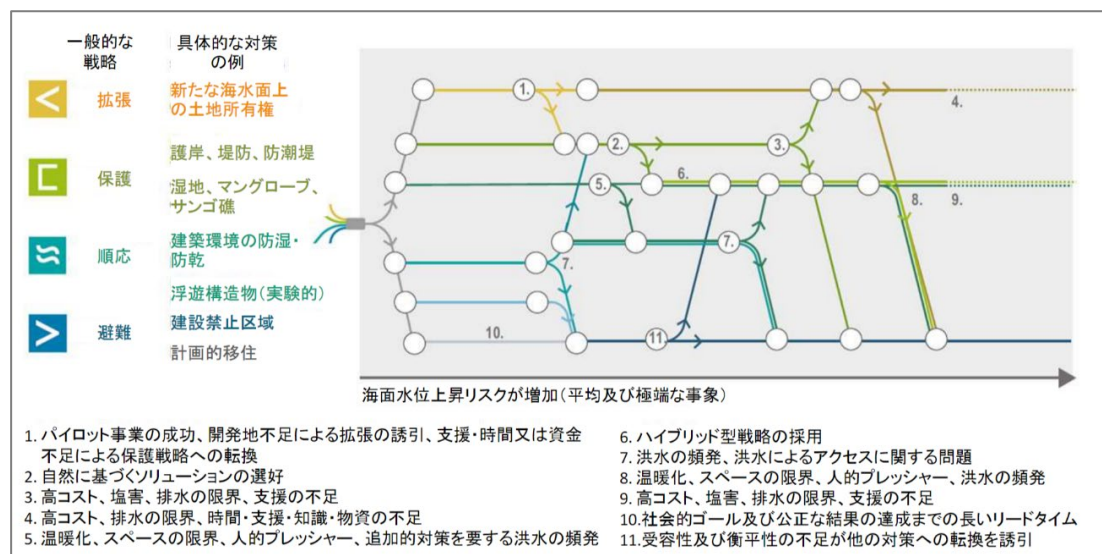 一般的な
戦略
具体的な対策
の例
拡張
新たな海水面上
の土地所有権
保護
護岸、堤防、防潮堤
湿地、マングローブ、
サンゴ礁
順応
建築環境の防湿・
防乾
浮遊構造物(実験的)
避難
建設禁止区域
計画的移住
1.
4.
2.
3.
5.
6.
8.
9.
7.
7.
10.
11.
海面水位上昇リスクが増加(平均及び極端な事象)
1. パイロット事業の成功、開発地不足による拡張の誘引、支援・時間又は資金
不足による保護戦略への転換
2. 自然に基づくソリューションの選好
3. 高コスト、塩害、排水の限界、支援の不足
4. 高コスト、排水の限界、時間・支援・知識・物資の不足
5. 温暖化、スペースの限界、人的プレッシャー、追加的対策を要する洪水の頻発
6. ハイブリッド型戦略の採用
7. 洪水の頻発、洪水によるアクセスに関する問題
8. 温暖化、スペースの限界、人的プレッシャー、洪水の頻発
9. 高コスト、塩害、排水の限界、支援の不足
10. 社会的ゴール及び公正な結果の達成までの長いリードタイム
11. 受容性及び衡平性の不足が他の対策への転換を誘引